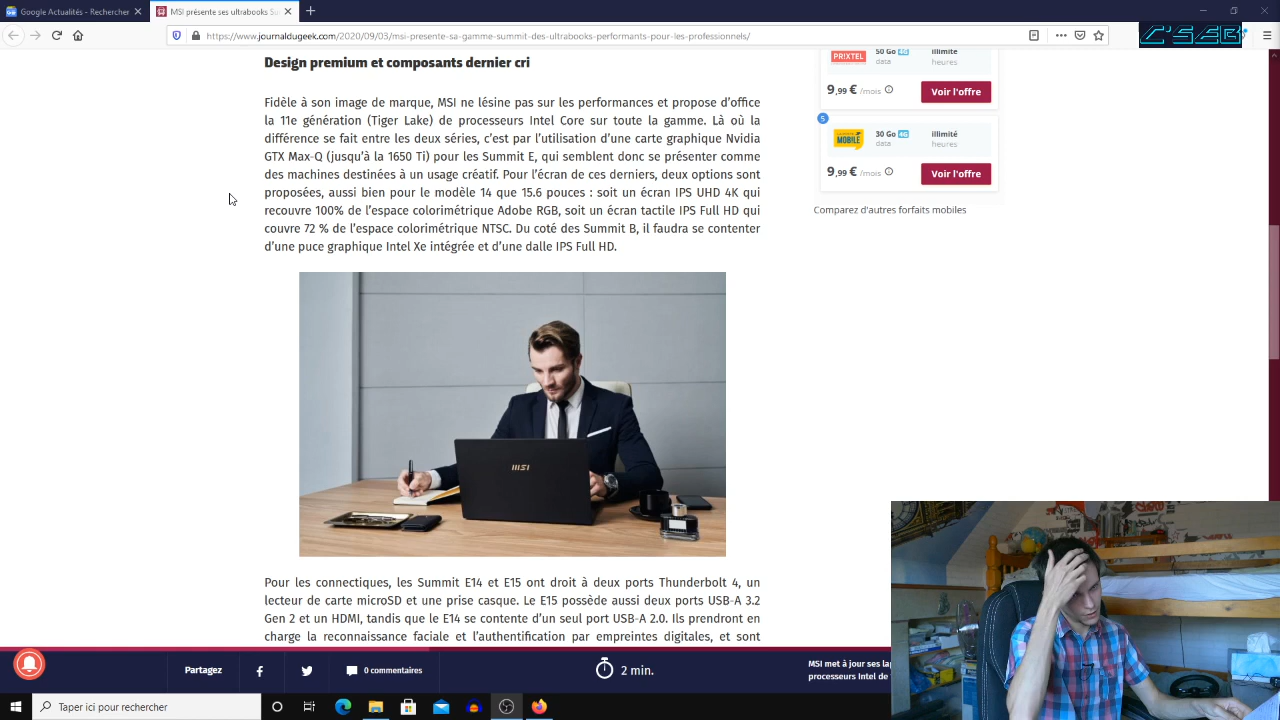 Google Actualités - Rechercher
MSI présente ses ultrabooks Su
https://www.journaldugeek.com/2020/09/03/msi-presente-sa-gamme-summit-des-ultrabooks-performants-pour-les-professionnels/
C'SEB
Design premium et composants dernier cri
Fidèle à son image de marque, MSI ne lésine pas sur les performances et propose d'office
la 11e génération (Tiger Lake) de processeurs Intel Core sur toute la gamme. Là où la
différence se fait entre les deux séries, c'est par l'utilisation d'une carte graphique Nvidia
GTX Max-Q (jusqu'à la 1650 Ti) pour les Summit E, qui semblent donc se présenter comme
des machines destinées à un usage créatif. Pour l'écran de ces derniers, deux options sont
proposées, aussi bien pour le modèle 14 que 15.6 pouces : soit un écran IPS UHD 4K qui
recouvre 100% de l'espace colorimétrique Adobe RGB, soit un écran tactile IPS Full HD qui
couvre 72 % de l'espace colorimétrique NTSC. Du coté des Summit B, il faudra se contenter
d'une puce graphique Intel Xe intégrée et d'une dalle IPS Full HD.
PRIXTEL
50 Go 4G
data
illimité
heures
9,99 € /mois
Voir l'offre
5
MOBILE
30 Go 4G
data
illimité
heures
9,99 € /mois
Voir l'offre
Comparez d'autres forfaits mobiles
msi
Pour les connectiques, les Summit E14 et E15 ont droit à deux ports Thunderbolt 4, un
lecteur de carte microSD et une prise casque. Le E15 possède aussi deux ports USB-A 3.2
Gen 2 et un HDMI, tandis que le E14 se contente d'un seul port USB-A 2.0. Ils prendront en
charge la reconnaissance faciale et l'authentification par empreintes digitales, et sont
Partagez
0 commentaires
2 min.
MSI met à jour ses la
processeurs Intel de
Taper ici pour rechercher